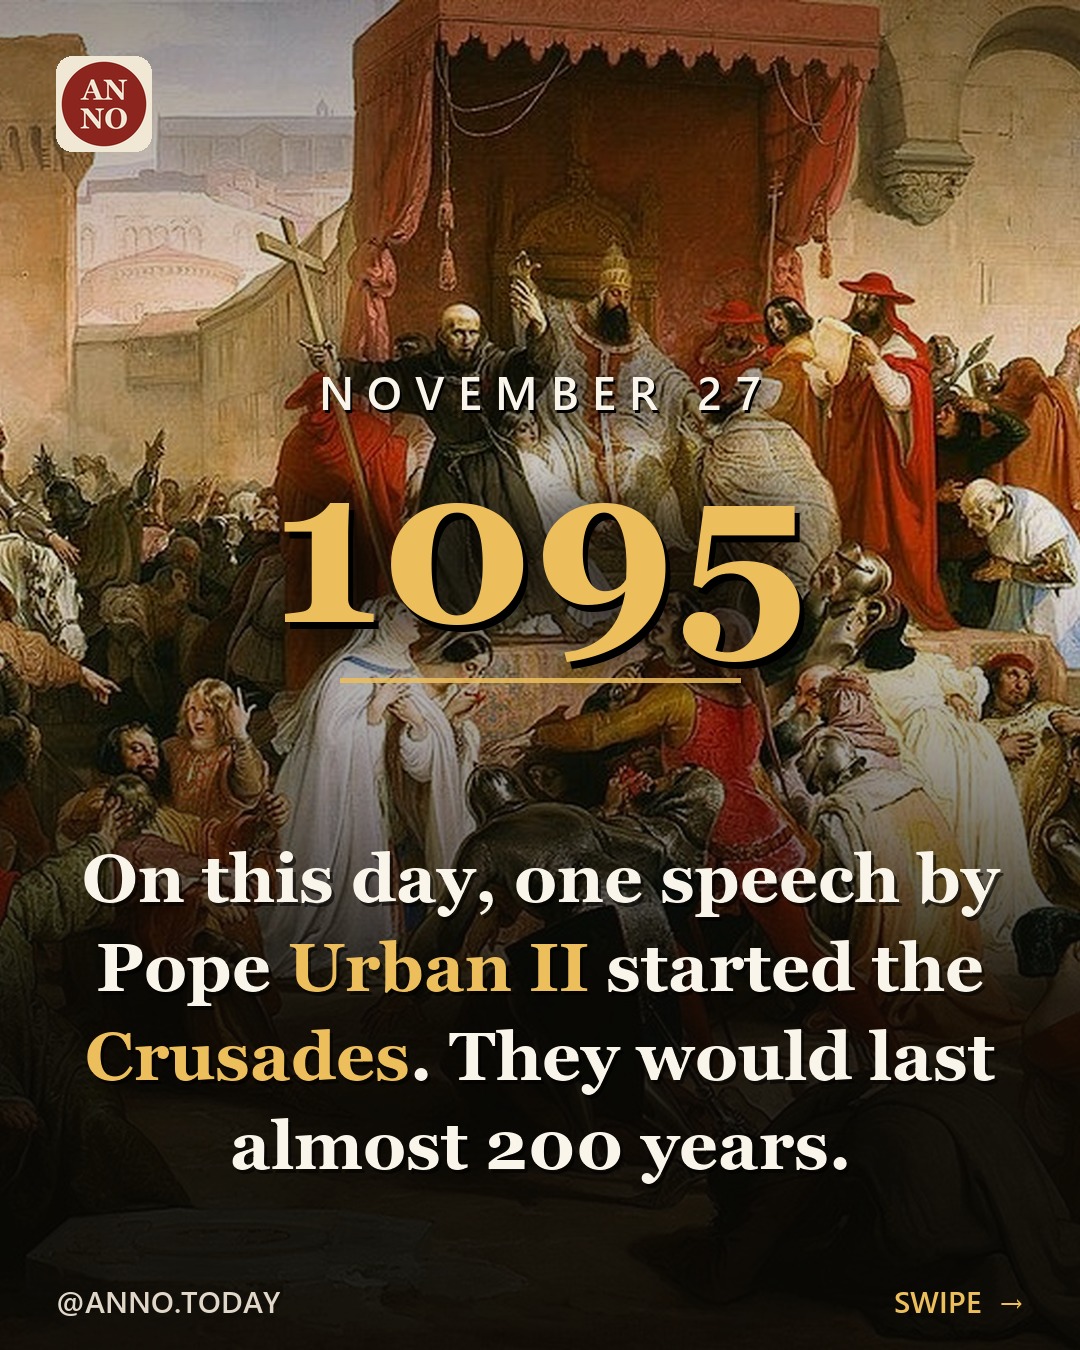 AN
NO
NOVEMBER 27
1095
On this day, one speech by
Pope Urban II started the
Crusades. They would last
almost 200 years.
@ANNO.TODAY
SWIPE →